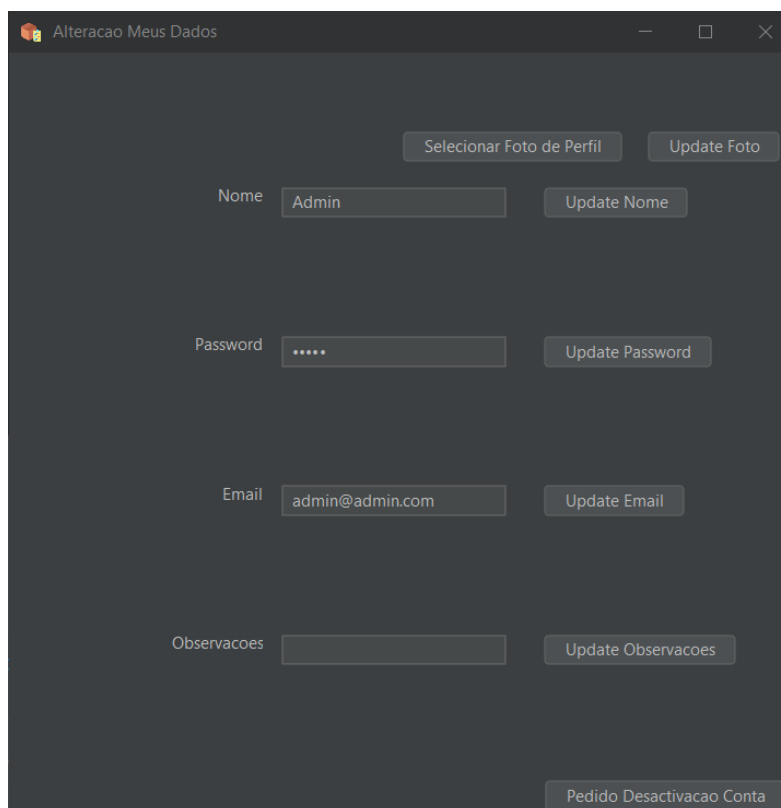 Alteracao Meus Dados
Selecionar Foto de Perfil Update Foto
Nome Admin Update Nome
Password ••••• Update Password
Email admin@admin.com Update Email
Observacoes Update Observacoes
Pedido Desactivacao Conta